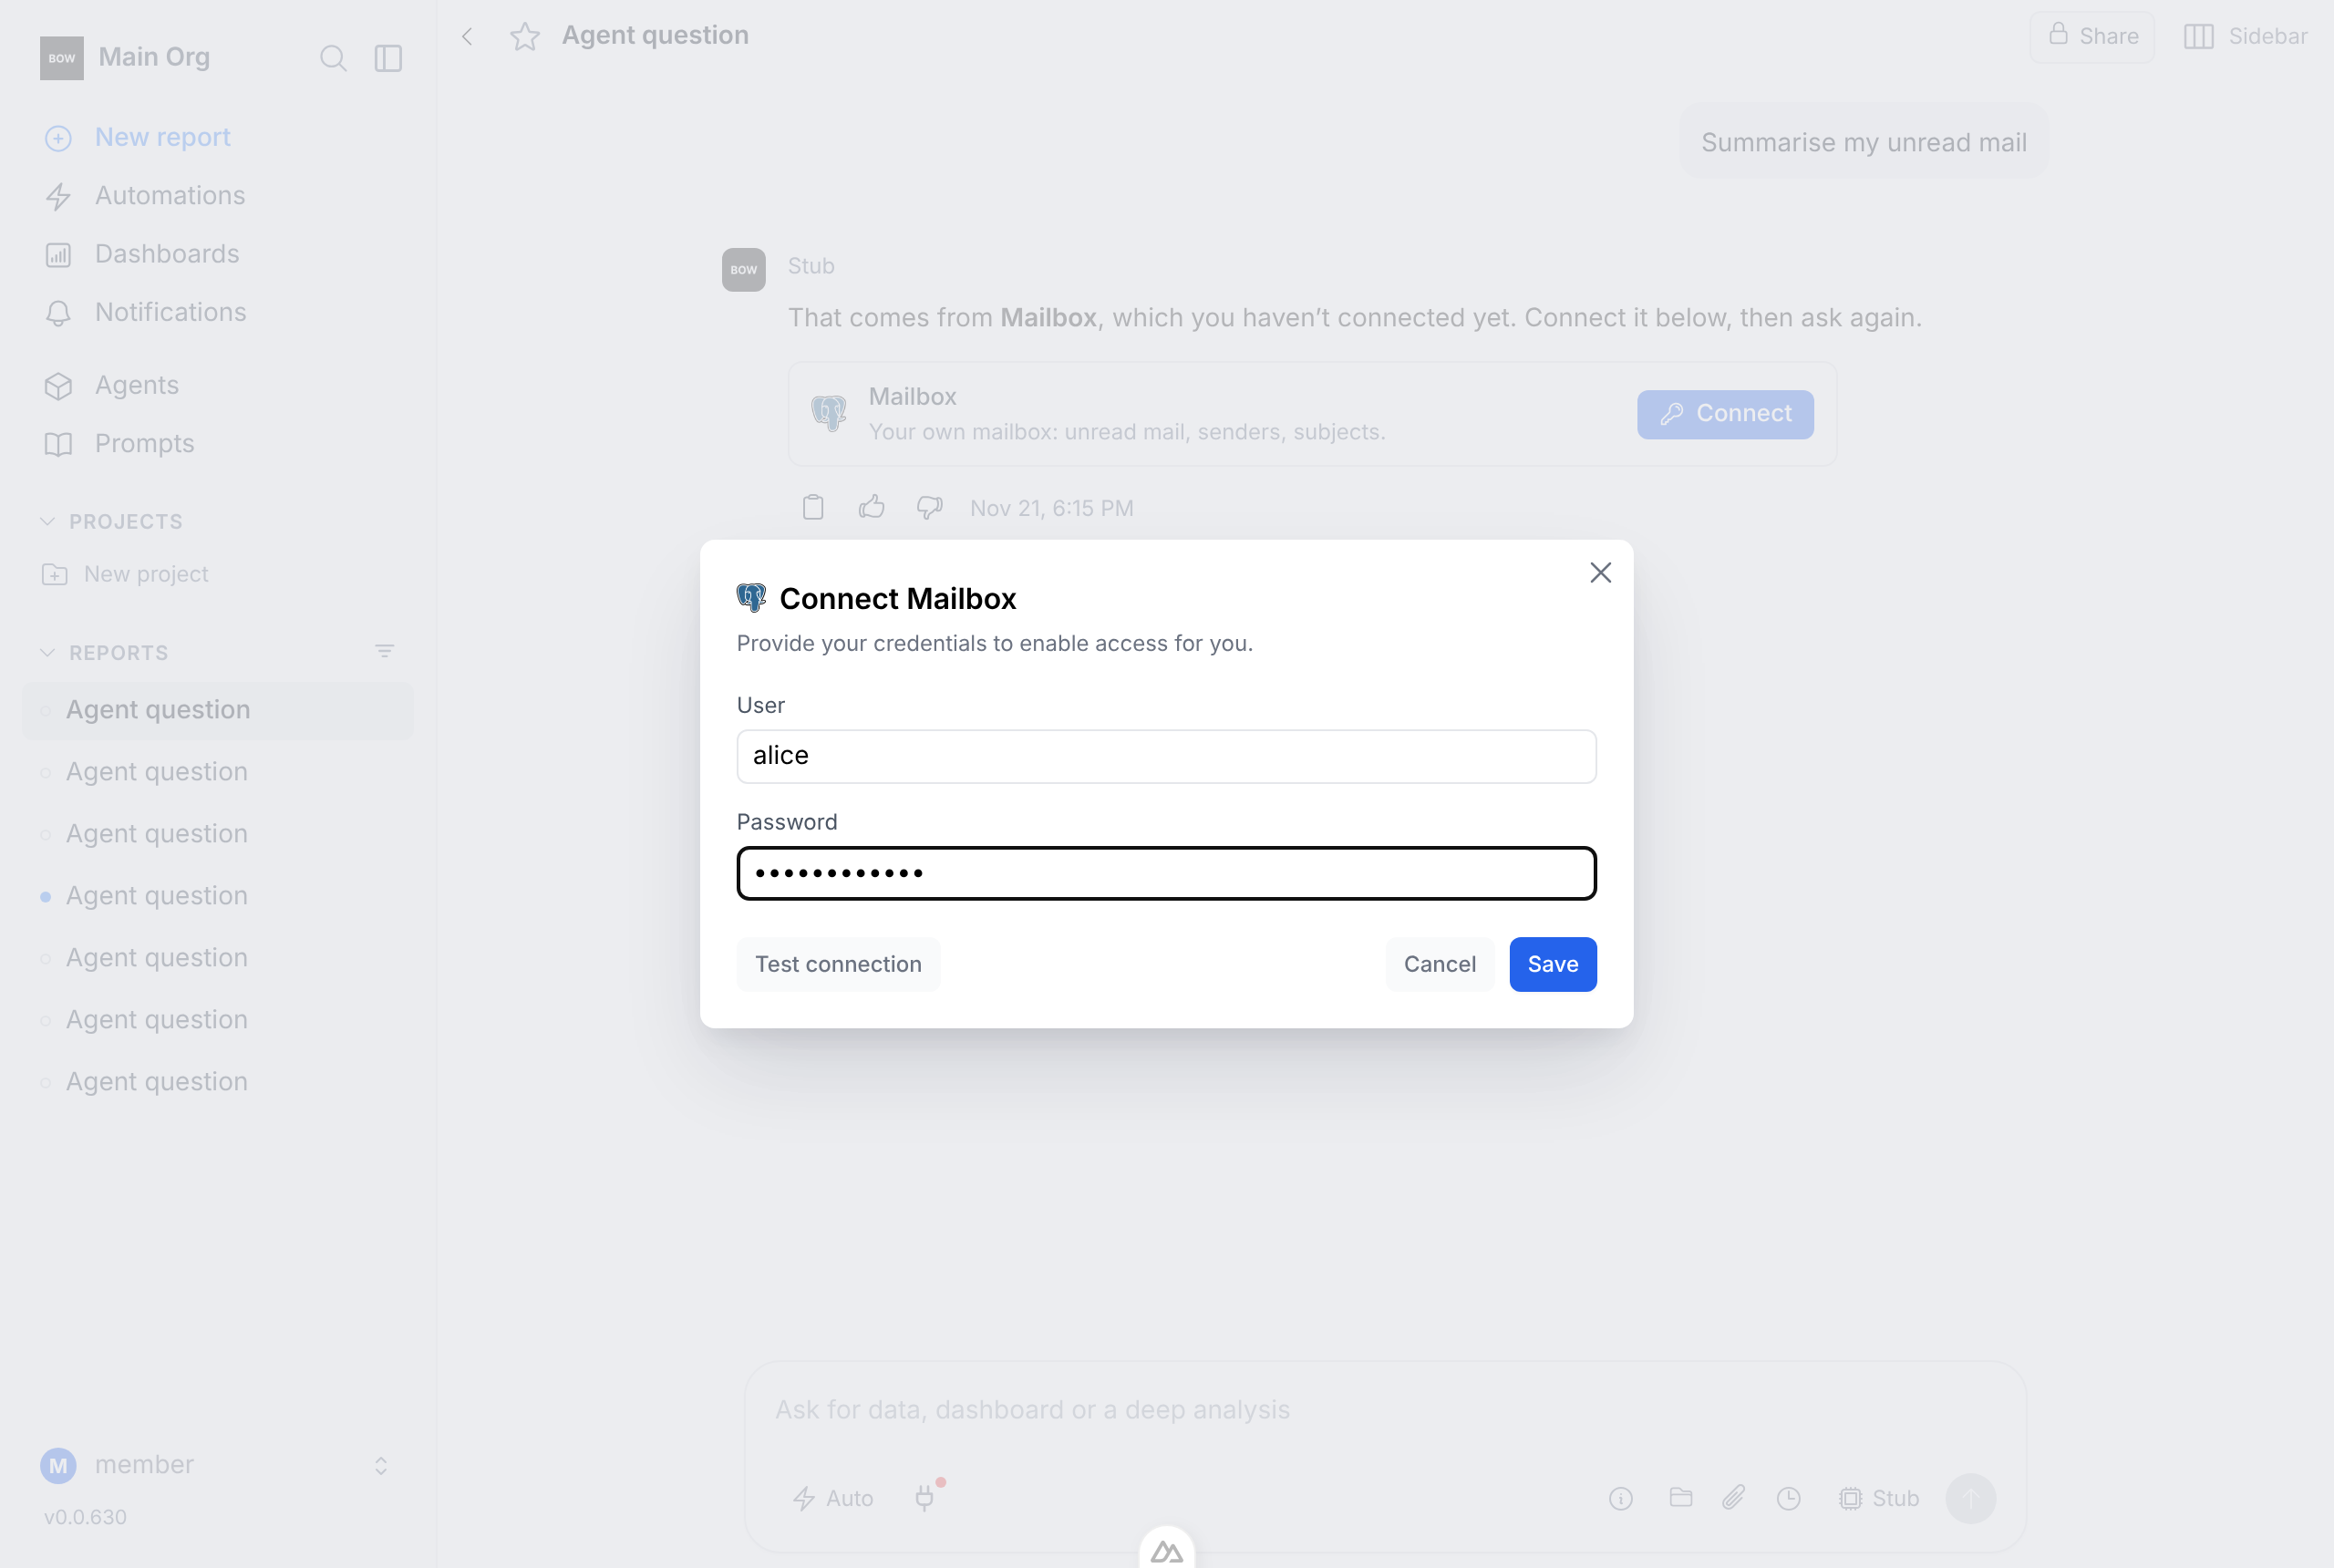 BOW Main Org
New report
Automations
Dashboards
Notifications
Agents
Prompts
PROJECTS
New project
REPORTS
Agent question
Agent question
Agent question
Agent question
Agent question
Agent question
Agent question
M member
v0.0.630
Agent question
Share
Sidebar
Summarise my unread mail
BOW Stub
That comes from Mailbox, which you haven’t connected yet. Connect it below, then ask again.
Mailbox
Your own mailbox: unread mail, senders, subjects.
Connect
Nov 21, 6:15 PM
Connect Mailbox
Provide your credentials to enable access for you.
User
alice
Password
••••••••••••
Test connection
Cancel
Save
Ask for data, dashboard or a deep analysis
Auto
Stub